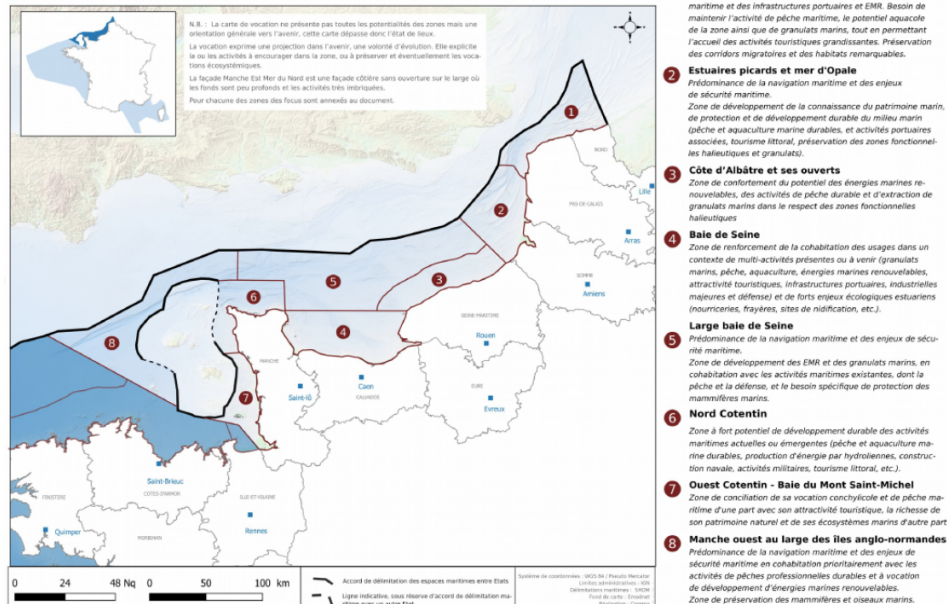 N.B. : La carte de vocation ne présente pas toutes les potentialités des zones mais une
orientation générale vers l'avenir, cette carte dépasse donc l'état de lieux.
La vocation exprime une projection dans l'avenir, une volonté d'évolution. Elle explicite
la ou les activités à encourager dans la zone, ou à préserver et éventuellement les voca-
tions écosystémiques.
La façade Manche Est Mer du Nord est une façade côtière sans ouverture sur le large où
les fonds sont peu profonds et les activités très imbriquées.
Pour chacune des zones des focus sont annexés au document.
1
NORD
Lille
2
PAS-DE-CALAIS
Arras
3
SOMME
Amiens
5
6
SEINE-MARITIME
4
Rouen
8
MANCHE
Saint-lô
Caen
CALVADOS
EURE
Evreux
7
Saint-Brieuc
COTES-D'ARMOR
FINISTERE
ILLE-ET-VILAINE
Quimper
MORBIHAN
Rennes
0 24 48 Nq
0 50 100 km
Accord de délimitation des espaces maritimes entre Etats
Ligne indicative, sous réserve d'accord de délimitation ma-
Système de coordonnées : WGS 84 / Pseudo Mercator
Limites administratives : IGN
Délimitations maritimes : SHOM
Fond de carte : Emodnet
maritime et des infrastructures portuaires et EMR. Besoin de
maintenir l'activité de pêche maritime, le potentiel aquacole
de la zone ainsi que de granulats marins, tout en permettant
l'accueil des activités touristiques grandissantes. Préservation
des corridors migratoires et des habitats remarquables.
2 Estuaires picards et mer d'Opale
Prédominance de la navigation maritime et des enjeux
de sécurité maritime.
Zone de développement de la connaissance du patrimoine marin,
de protection et de développement durable du milieu marin
(pêche et aquaculture marine durables, et activités portuaires
associées, tourisme littoral, préservation des zones fonctionnel-
les halieutiques et granulats).
3 Côte d'Albâtre et ses ouverts
Zone de confortement du potentiel des énergies marines re-
nouvelables, des activités de pêche durable et d'extraction de
granulats marins dans le respect des zones fonctionnelles
halieutiques
4 Baie de Seine
Zone de renforcement de la cohabitation des usages dans un
contexte de multi-activités présentes ou à venir (granulats
marins, pêche, aquaculture, énergies marines renouvelables,
attractivité touristiques, infrastructures portuaires, industrielles
majeures et défense) et de forts enjeux écologiques estuariens
(nourriceries, frayères, sites de nidification, etc.).
5 Large baie de Seine
Prédominance de la navigation maritime et des enjeux de sécu-
rité maritime.
Zone de développement des EMR et des granulats marins, en
cohabitation avec les activités maritimes existantes, dont la
pêche et la défense, et le besoin spécifique de protection des
mammifères marins.
6 Nord Cotentin
Zone à fort potentiel de développement durable des activités
maritimes actuelles ou émergentes (pêche et aquaculture ma-
rine durables, production d'énergie par hydroliennes, construc-
tion navale, activités militaires, tourisme littoral, etc.).
7 Ouest Cotentin - Baie du Mont Saint-Michel
Zone de conciliation de sa vocation conchylicole et de pêche ma-
ritime d'une part avec son attractivité touristique, la richesse de
son patrimoine naturel et de ses écosystèmes marins d'autre part
8 Manche ouest au large des îles anglo-normandes
Prédominance de la navigation maritime et des enjeux de
sécurité maritime en cohabitation prioritairement avec les
activités de pêches professionnelles durables et à vocation
de développement d'énergies marines renouvelables.
Zone de préservation des mammifères et oiseaux marins.